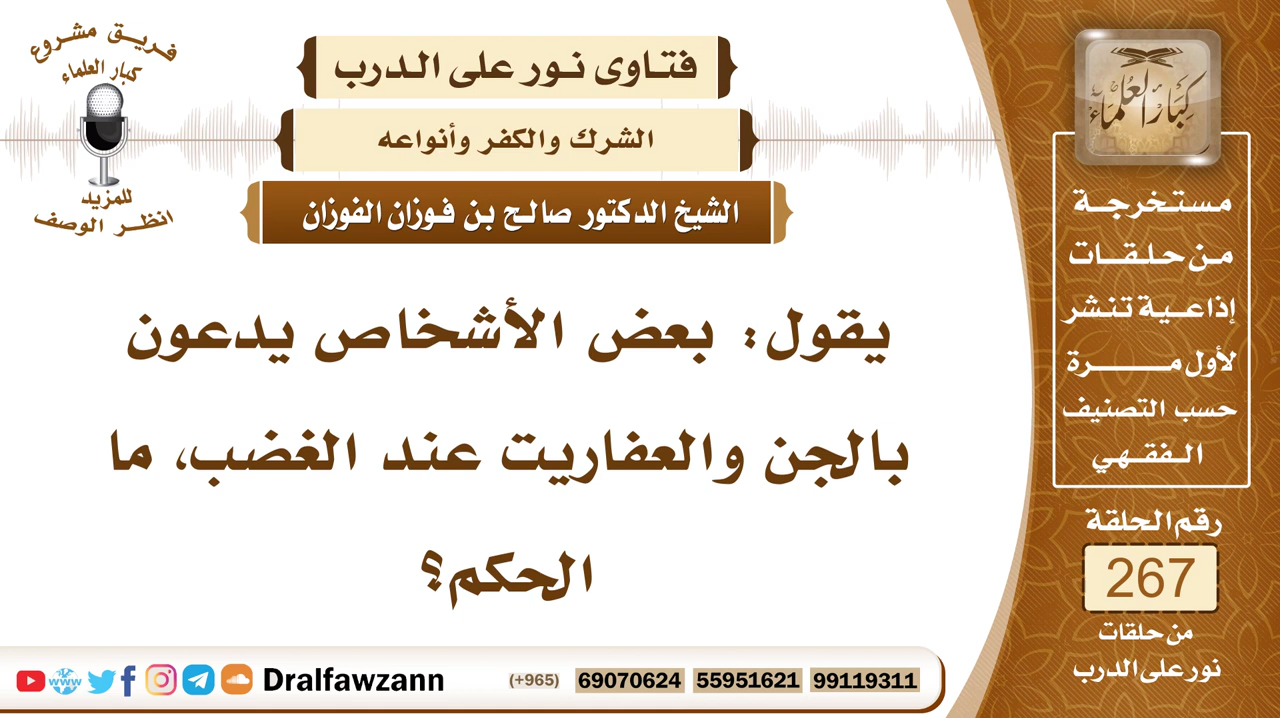 فريق مشروع
كبار العلماء
للمزيد
انظر الوصف
فتاوى نور على الدرب
الشرك والكفر وأنواعه
الشيخ الدكتور صالح بن فوزان الفوزان
يقول: بعض الأشخاص يدعون
بالجن والعفاريت عند الغضب، ما
الحكم؟
كبار العلماء
مستخرجة
من حلقات
إذاعية تنشر
لأول مرة
حسب التصنيف
الفقهي
رقم الحلقة
267
من حلقات
نور على الدرب
www Dralfawzann (+965) 69070624 55951621 99119311